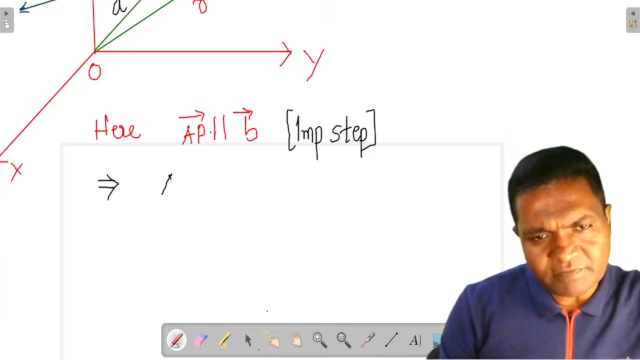 a r
O Y
X
Here AP || b [Imp step]
⇒
A|